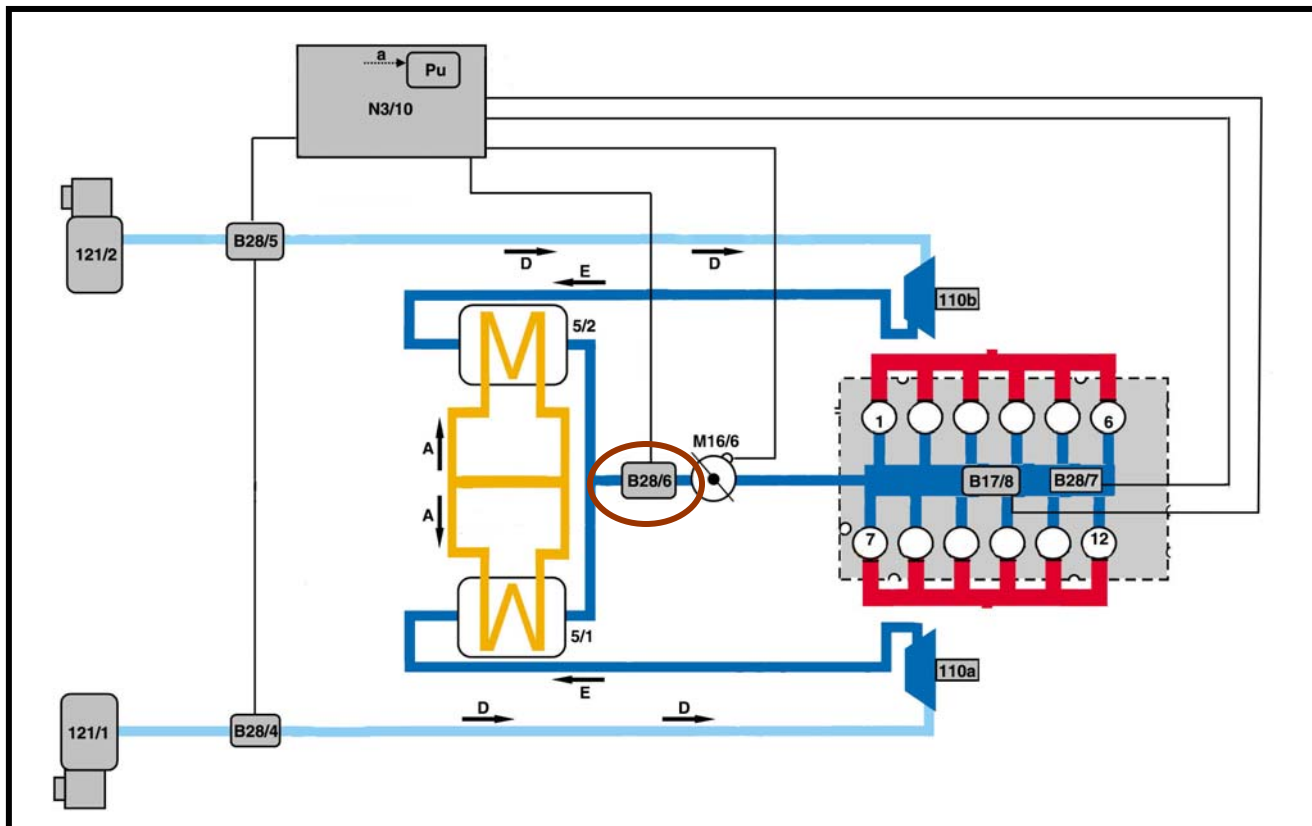 a
Pu
N3/10
121/2
B28/5
D
D
E
110b
5/2
A
M16/6
1
6
B28/6
B17/8
B28/7
A
7
12
5/1
110a
E
D
D
121/1
B28/4